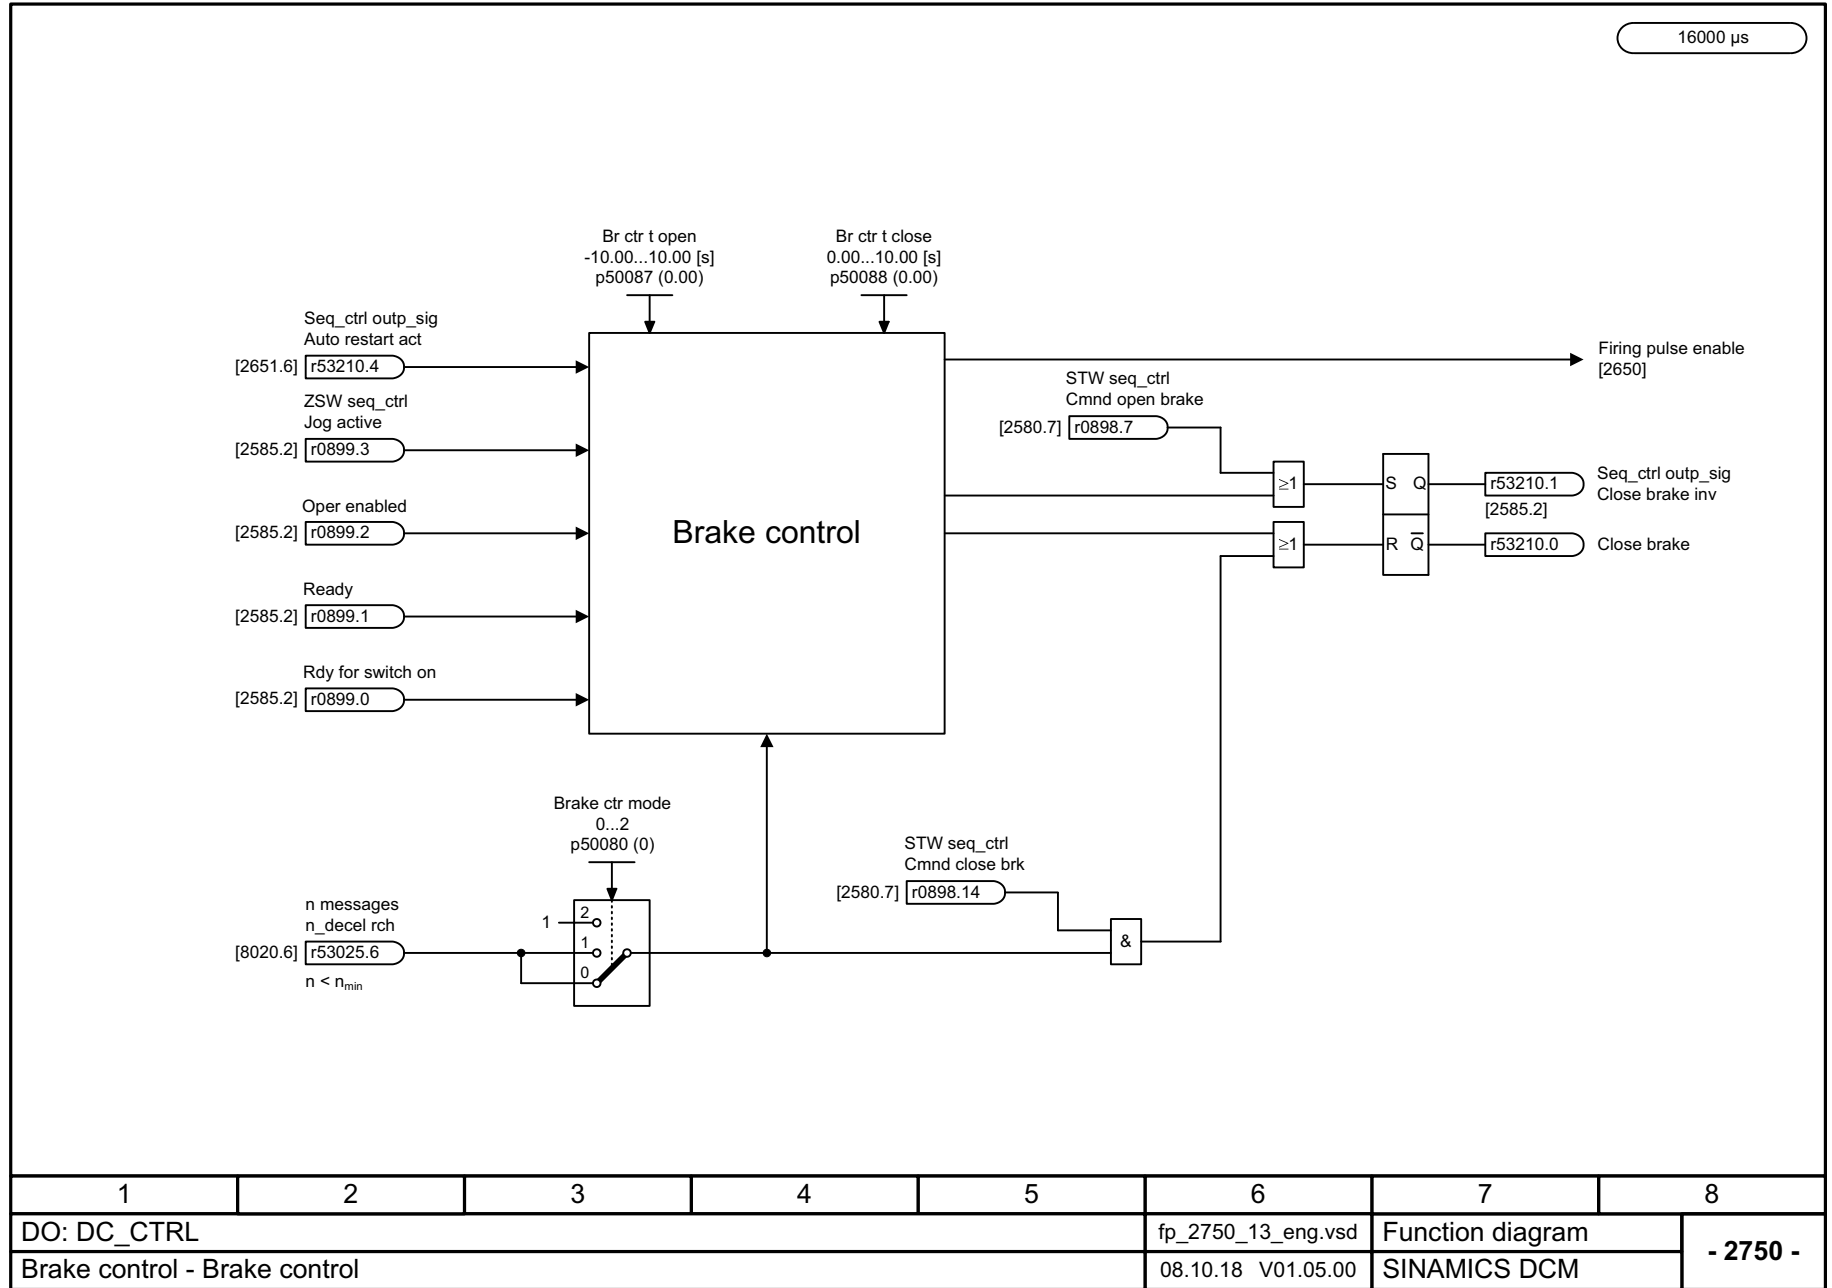 16000 µs
Br ctr t open
-10.00...10.00 [s]
p50087 (0.00)
Br ctr t close
0.00...10.00 [s]
p50088 (0.00)
Seq_ctrl outp_sig
Auto restart act
[2651.6] r53210.4
ZSW seq_ctrl
Jog active
[2585.2] r0899.3
Oper enabled
[2585.2] r0899.2
Ready
[2585.2] r0899.1
Rdy for switch on
[2585.2] r0899.0
Brake control
Firing pulse enable
[2650]
STW seq_ctrl
Cmnd open brake
[2580.7] r0898.7
≥1
S Q
r53210.1
[2585.2]
Seq_ctrl outp_sig
Close brake inv
≥1
R Q̅
r53210.0 Close brake
Brake ctr mode
0...2
p50080 (0)
n messages
n_decel rch
[8020.6] r53025.6
n < nmin
1
2
1
0
STW seq_ctrl
Cmnd close brk
[2580.7] r0898.14
&
1 2 3 4 5 6 7 8
DO: DC_CTRL
fp_2750_13_eng.vsd
Function diagram
- 2750 -
Brake control - Brake control
08.10.18 V01.05.00
SINAMICS DCM